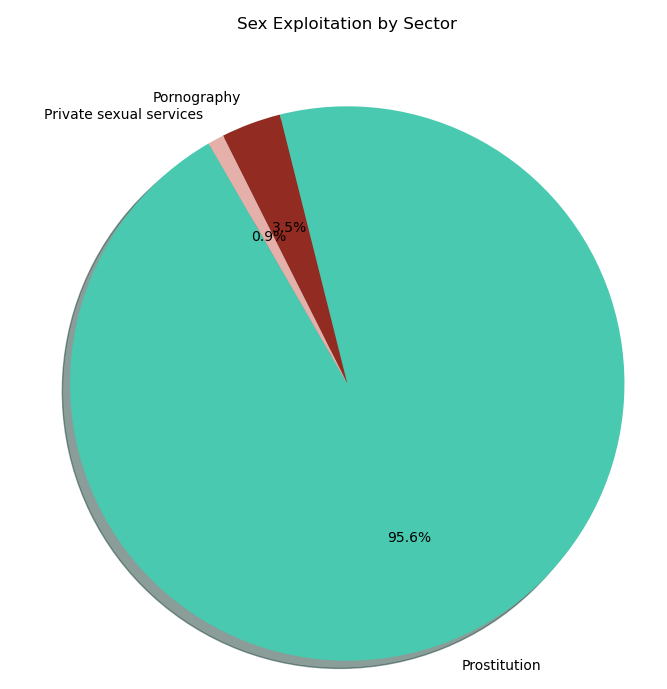 Sex Exploitation by Sector
Pornography
Private sexual services
3.5%
0.9%
95.6%
Prostitution